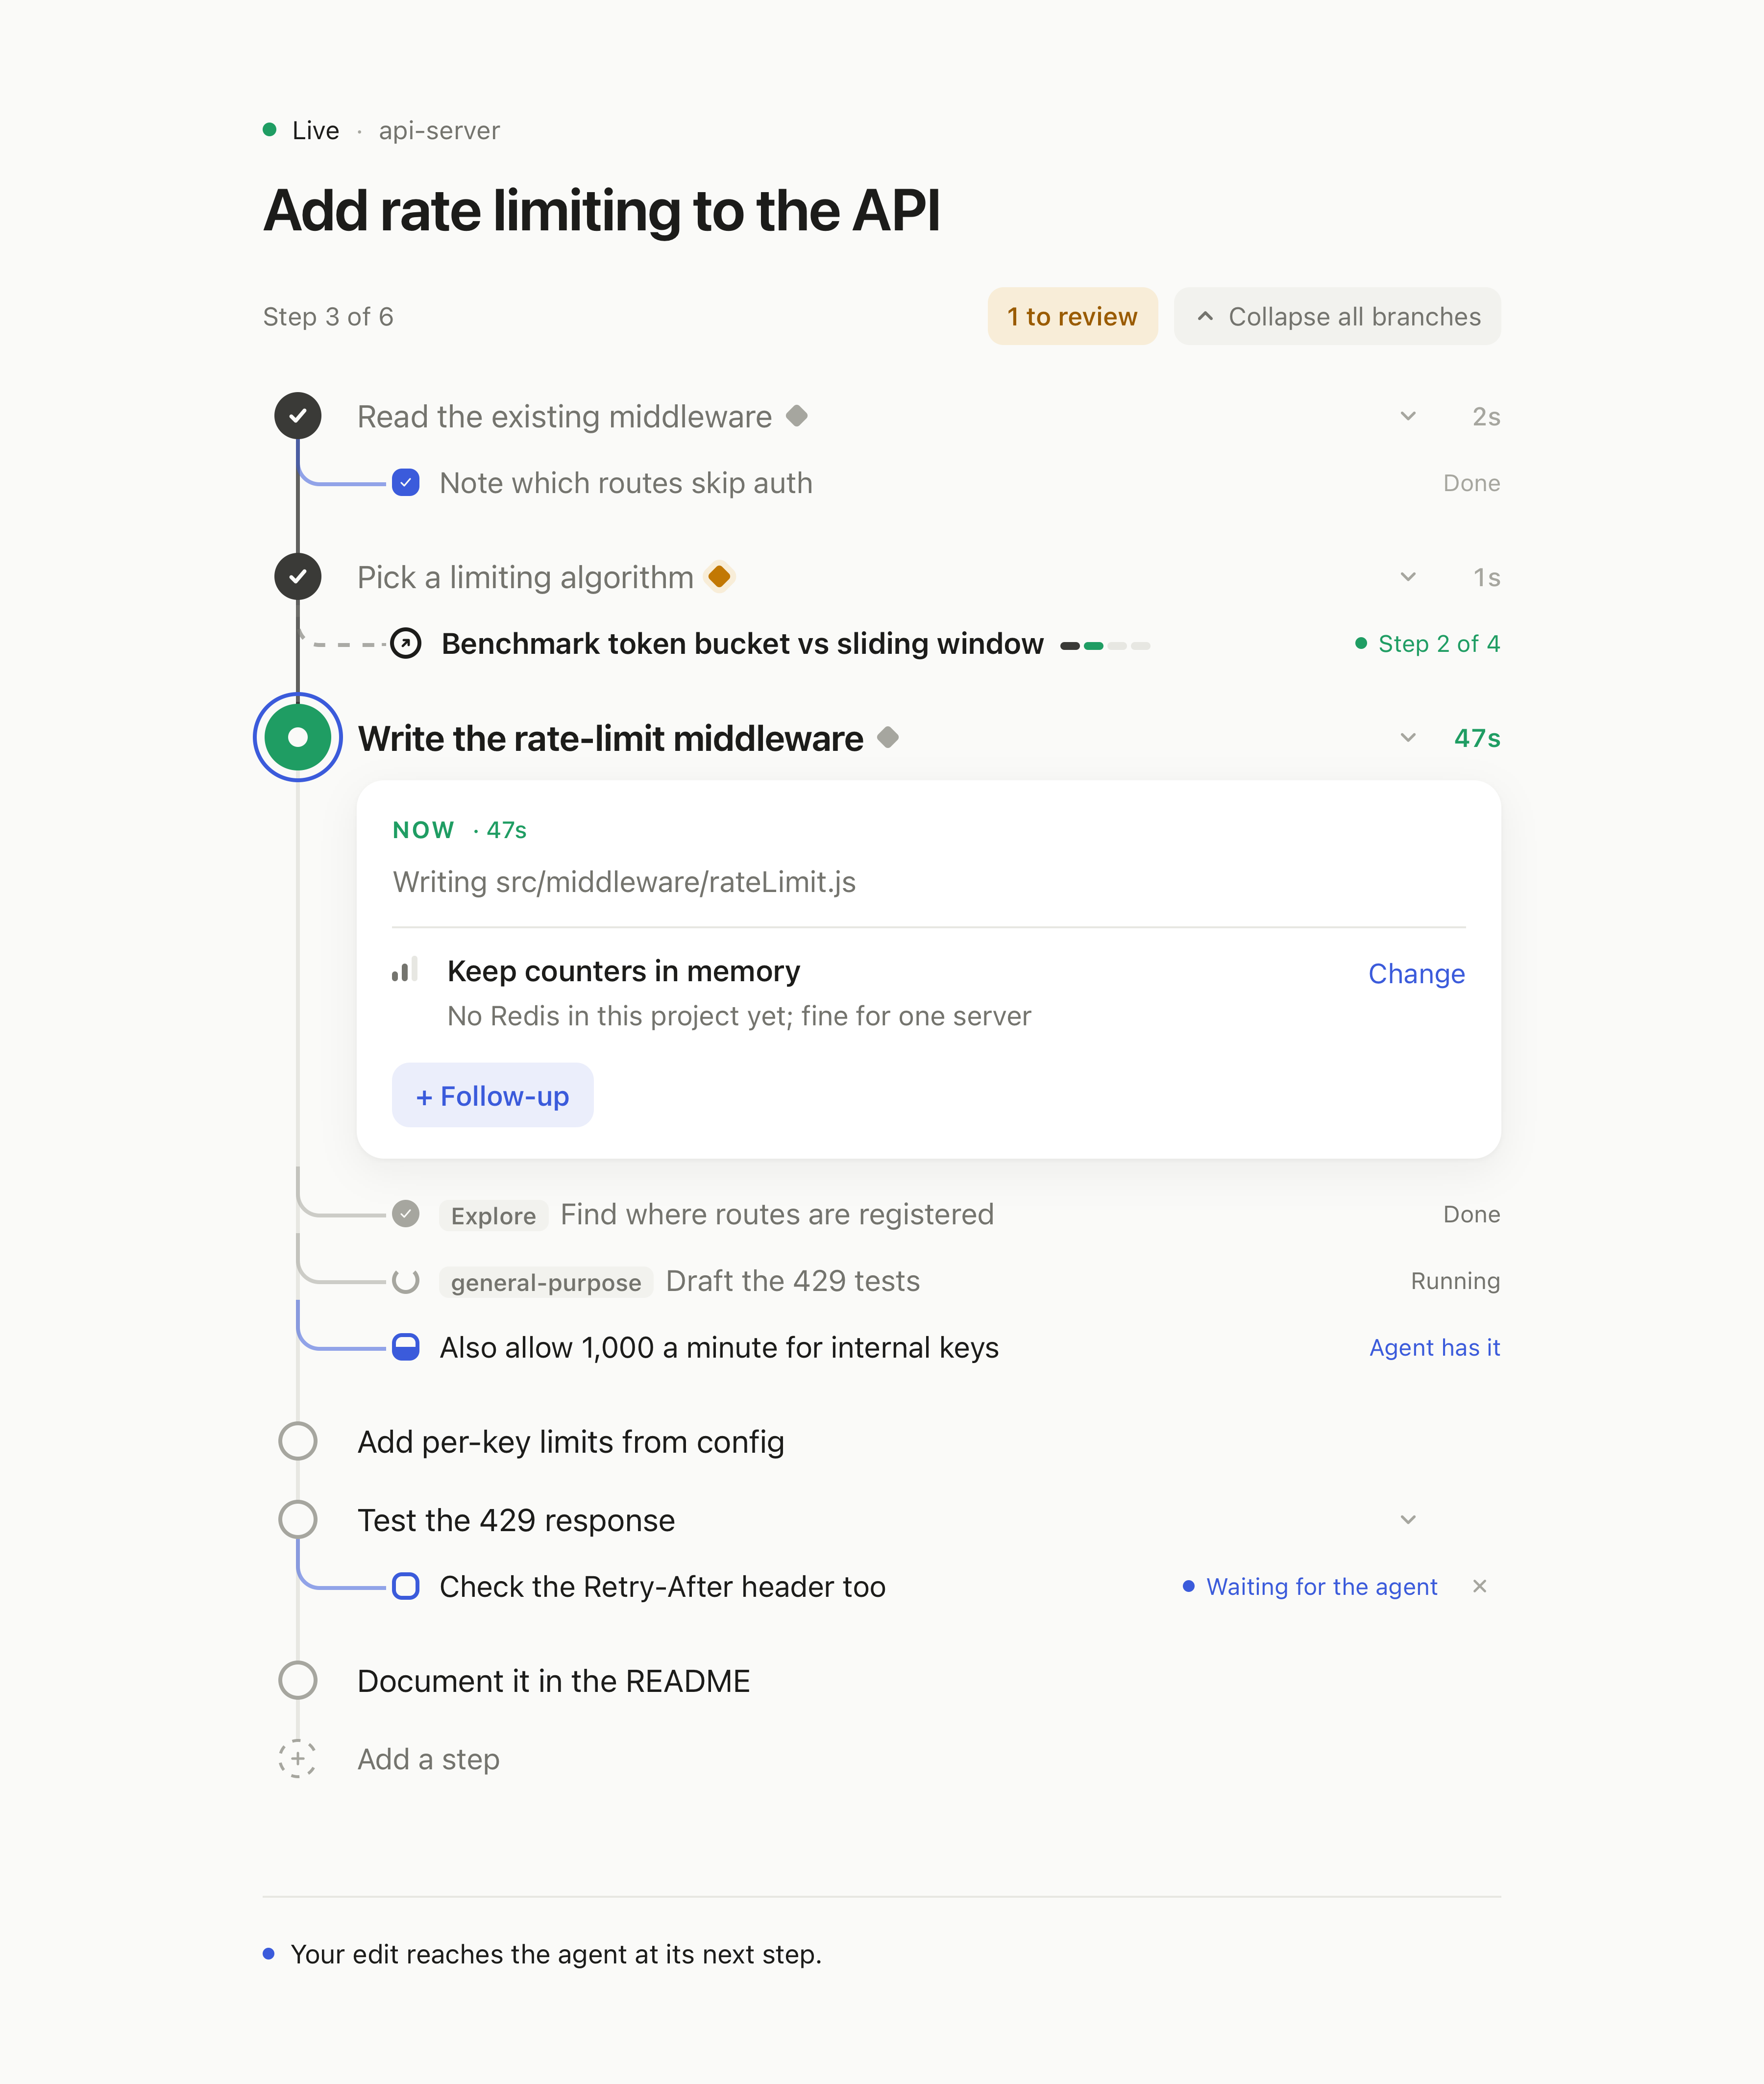 Live · api-server
Add rate limiting to the API
Step 3 of 6
1 to review
Collapse all branches
Read the existing middleware
2s
Note which routes skip auth
Done
Pick a limiting algorithm
1s
Benchmark token bucket vs sliding window
Step 2 of 4
Write the rate-limit middleware
47s
NOW · 47s
Writing src/middleware/rateLimit.js
Keep counters in memory
Change
No Redis in this project yet; fine for one server
+ Follow-up
Explore Find where routes are registered
Done
general-purpose Draft the 429 tests
Running
Also allow 1,000 a minute for internal keys
Agent has it
Add per-key limits from config
Test the 429 response
Check the Retry-After header too
Waiting for the agent
Document it in the README
Add a step
Your edit reaches the agent at its next step.